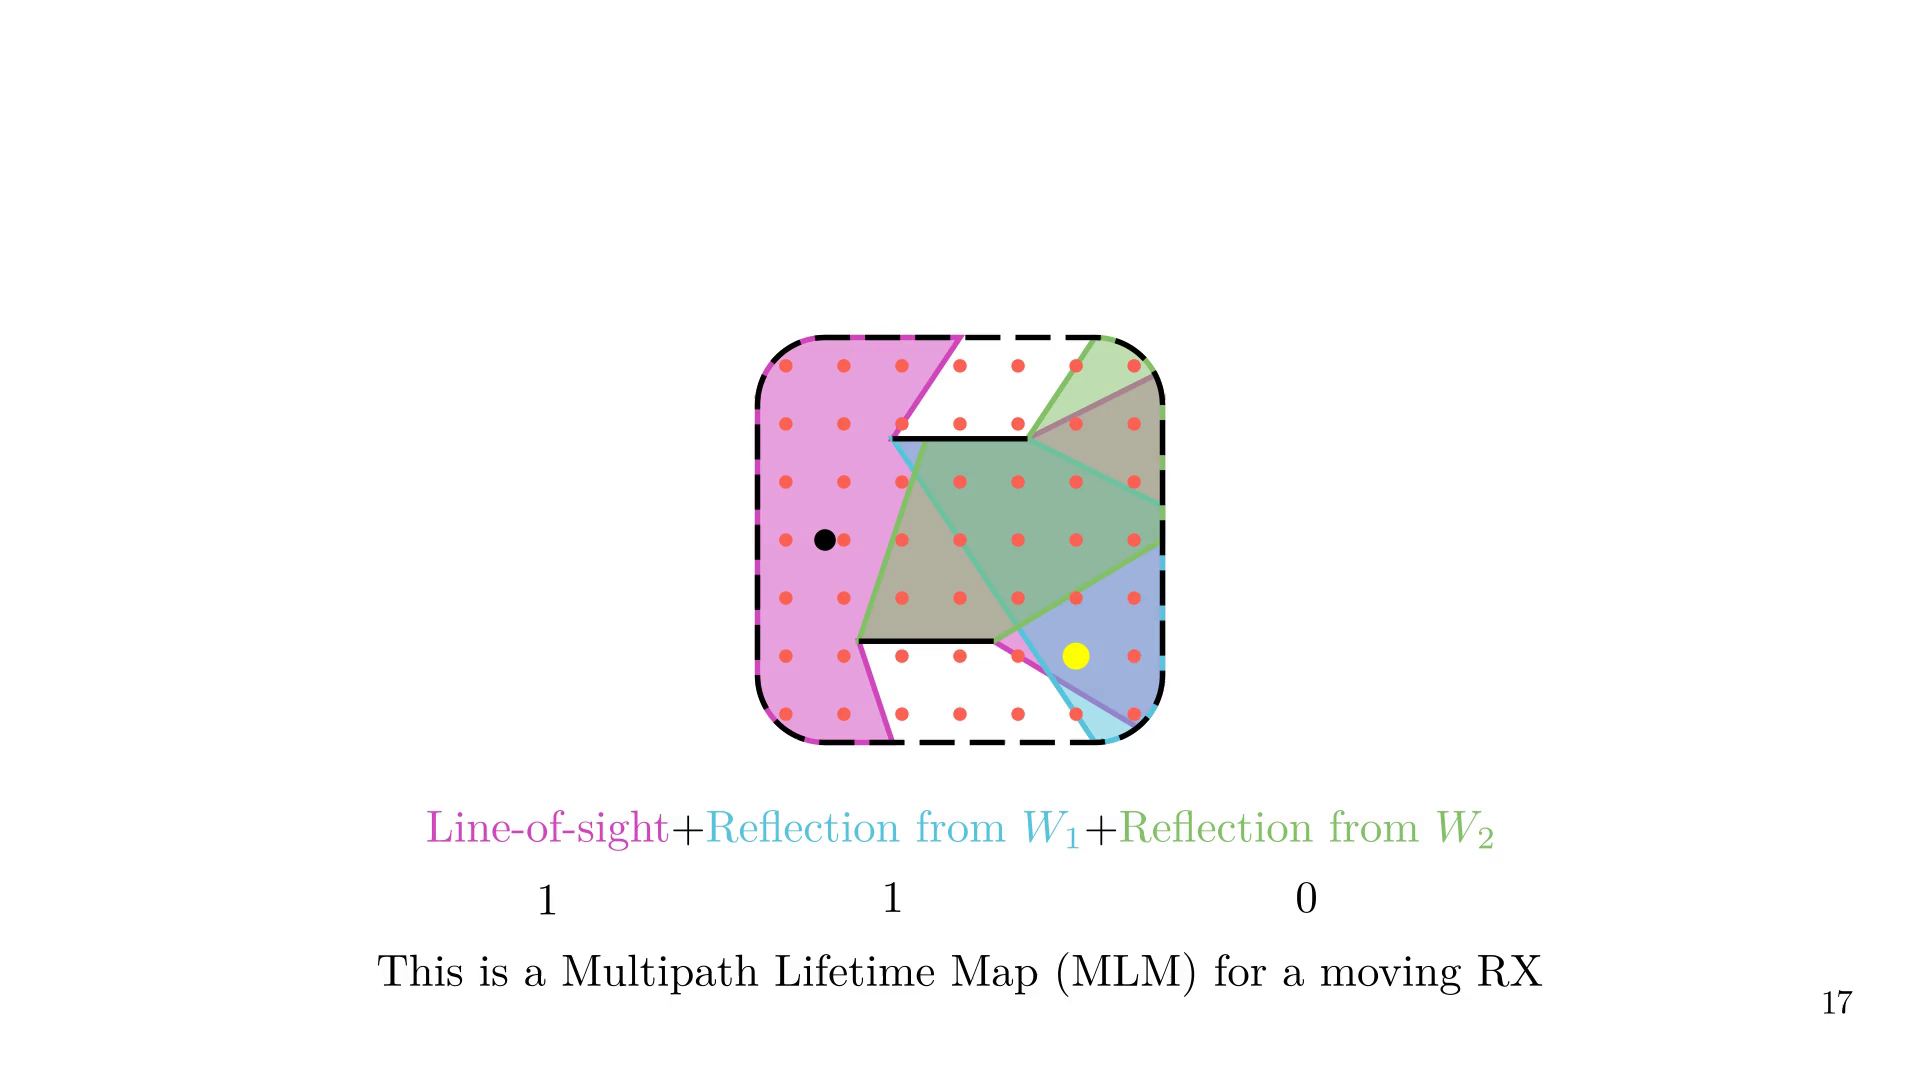 Line-of-sight+Reflection from W₁+Reflection from W₂
1 1 0
This is a Multipath Lifetime Map (MLM) for a moving RX
17